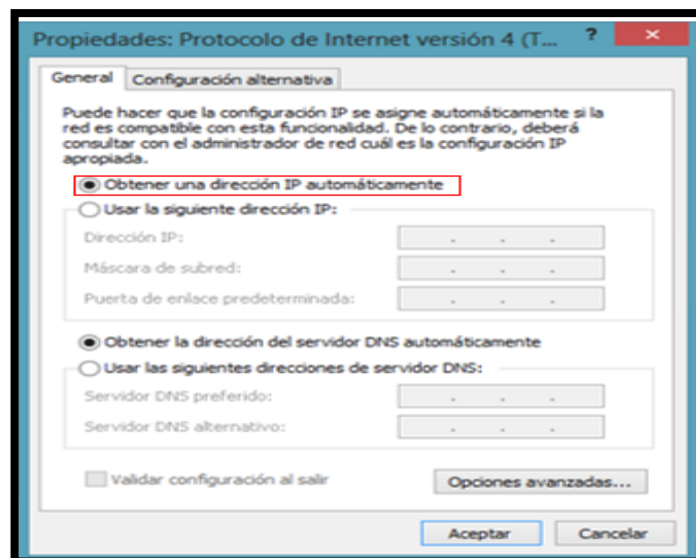 Propiedades: Protocolo de Internet versión 4 (T...
?
General
Configuración alternativa
Puede hacer que la configuración IP se asigne automáticamente si la
red es compatible con esta funcionalidad. De lo contrario, deberá
consultar con el administrador de red cuál es la configuración IP
apropiada.
Obtener una dirección IP automáticamente
Usar la siguiente dirección IP:
Dirección IP:
Máscara de subred:
Puerta de enlace predeterminada:
Obtener la dirección del servidor DNS automáticamente
Usar las siguientes direcciones de servidor DNS:
Servidor DNS preferido:
Servidor DNS alternativo:
Validar configuración al salir
Opciones avanzadas...
Aceptar
Cancelar